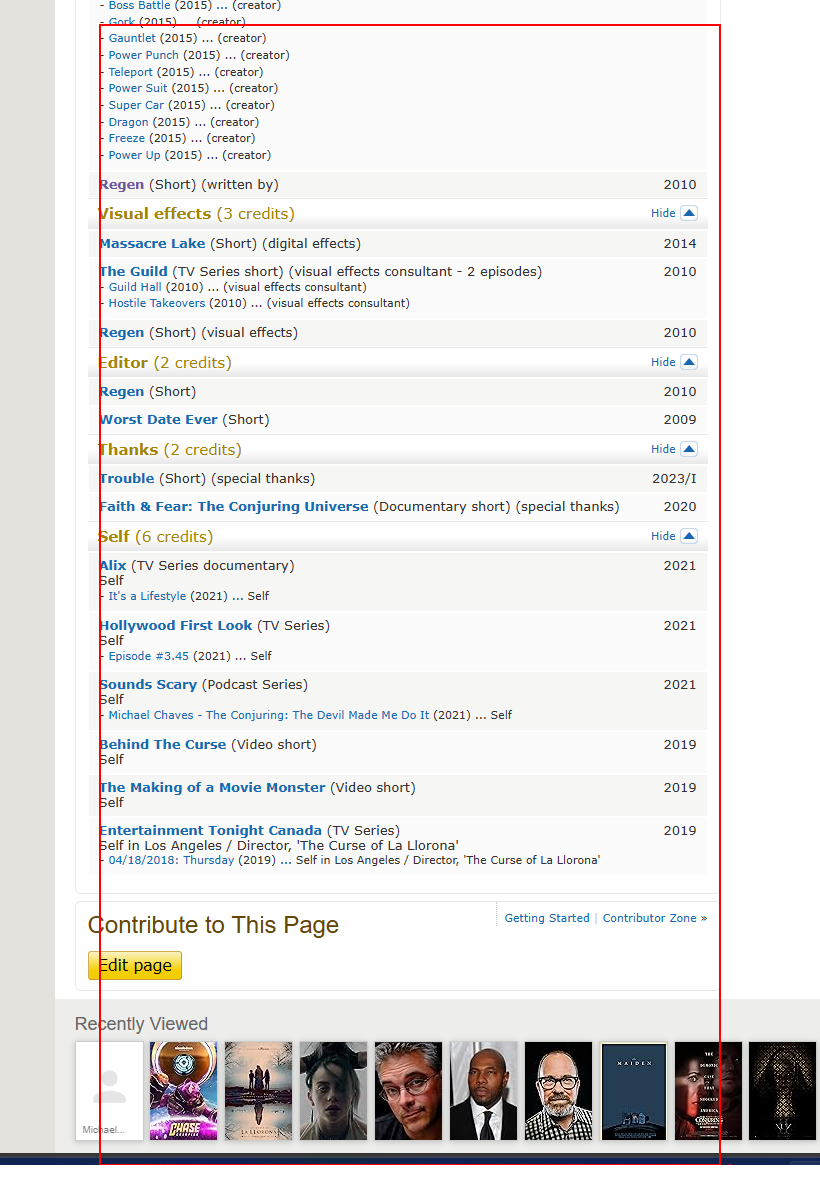 - Boss Battle (2015) ... (creator)
- Gork (2015) ... (creator)
- Gauntlet (2015) ... (creator)
- Power Punch (2015) ... (creator)
- Teleport (2015) ... (creator)
- Power Suit (2015) ... (creator)
- Super Car (2015) ... (creator)
- Dragon (2015) ... (creator)
- Freeze (2015) ... (creator)
- Power Up (2015) ... (creator)
Regen (Short) (written by) 2010
Visual effects (3 credits) Hide
Massacre Lake (Short) (digital effects) 2014
The Guild (TV Series short) (visual effects consultant - 2 episodes) 2010
- Guild Hall (2010) ... (visual effects consultant)
- Hostile Takeovers (2010) ... (visual effects consultant)
Regen (Short) (visual effects) 2010
Editor (2 credits) Hide
Regen (Short) 2010
Worst Date Ever (Short) 2009
Thanks (2 credits) Hide
Trouble (Short) (special thanks) 2023/I
Faith & Fear: The Conjuring Universe (Documentary short) (special thanks) 2020
Self (6 credits) Hide
Alix (TV Series documentary) 2021
Self
- It's a Lifestyle (2021) ... Self
Hollywood First Look (TV Series) 2021
Self
- Episode #3.45 (2021) ... Self
Sounds Scary (Podcast Series) 2021
Self
- Michael Chaves - The Conjuring: The Devil Made Me Do It (2021) ... Self
Behind The Curse (Video short) 2019
Self
The Making of a Movie Monster (Video short) 2019
Self
Entertainment Tonight Canada (TV Series) 2019
Self in Los Angeles / Director, 'The Curse of La Llorona'
- 04/18/2018: Thursday (2019) ... Self in Los Angeles / Director, 'The Curse of La Llorona'
Contribute to This Page
Getting Started | Contributor Zone »
Edit page
Recently Viewed
Michael...
CHASE
LA LLORONA
MAIDEN
THE
DEMONIC
CASE
THAT
SHOCKED
AMERICA
CONJURING